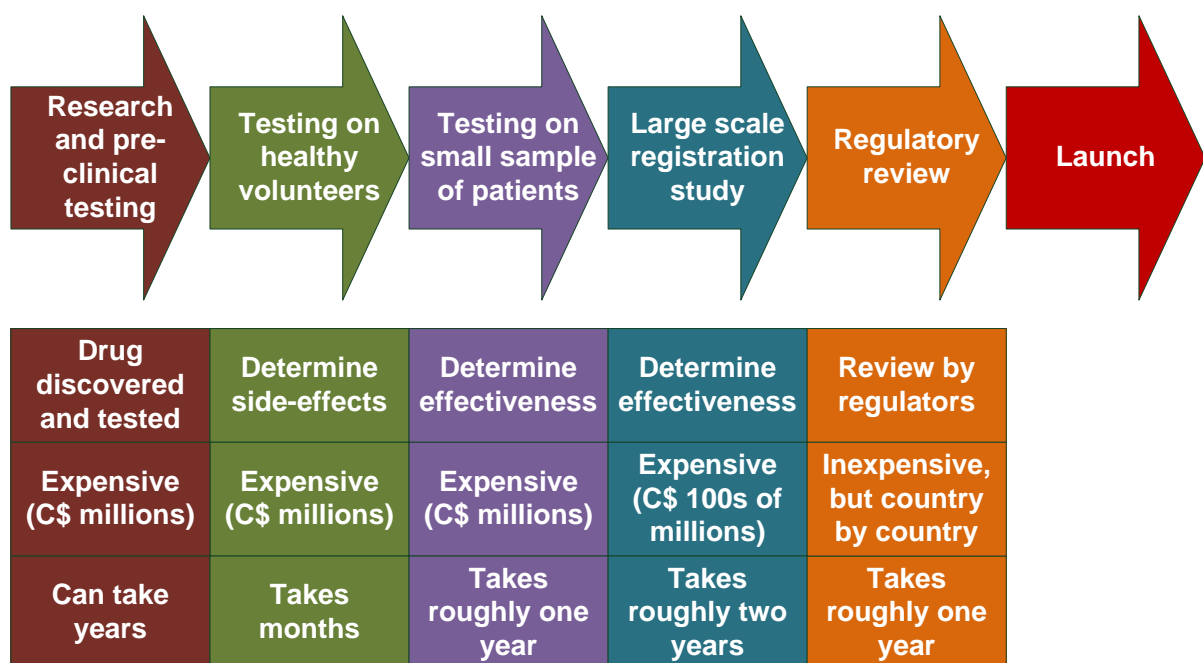 Research
and pre-
clinical
testing
Testing on
healthy
volunteers
Testing on
small sample
of patients
Large scale
registration
study
Regulatory
review
Launch
Drug
discovered
and tested
Determine
side-effects
Determine
effectiveness
Determine
effectiveness
Review by
regulators
Expensive
(C$ millions)
Expensive
(C$ millions)
Expensive
(C$ millions)
Expensive
(C$ 100s of
millions)
Inexpensive,
but country
by country
Can take
years
Takes
months
Takes
roughly one
year
Takes
roughly two
years
Takes
roughly one
year